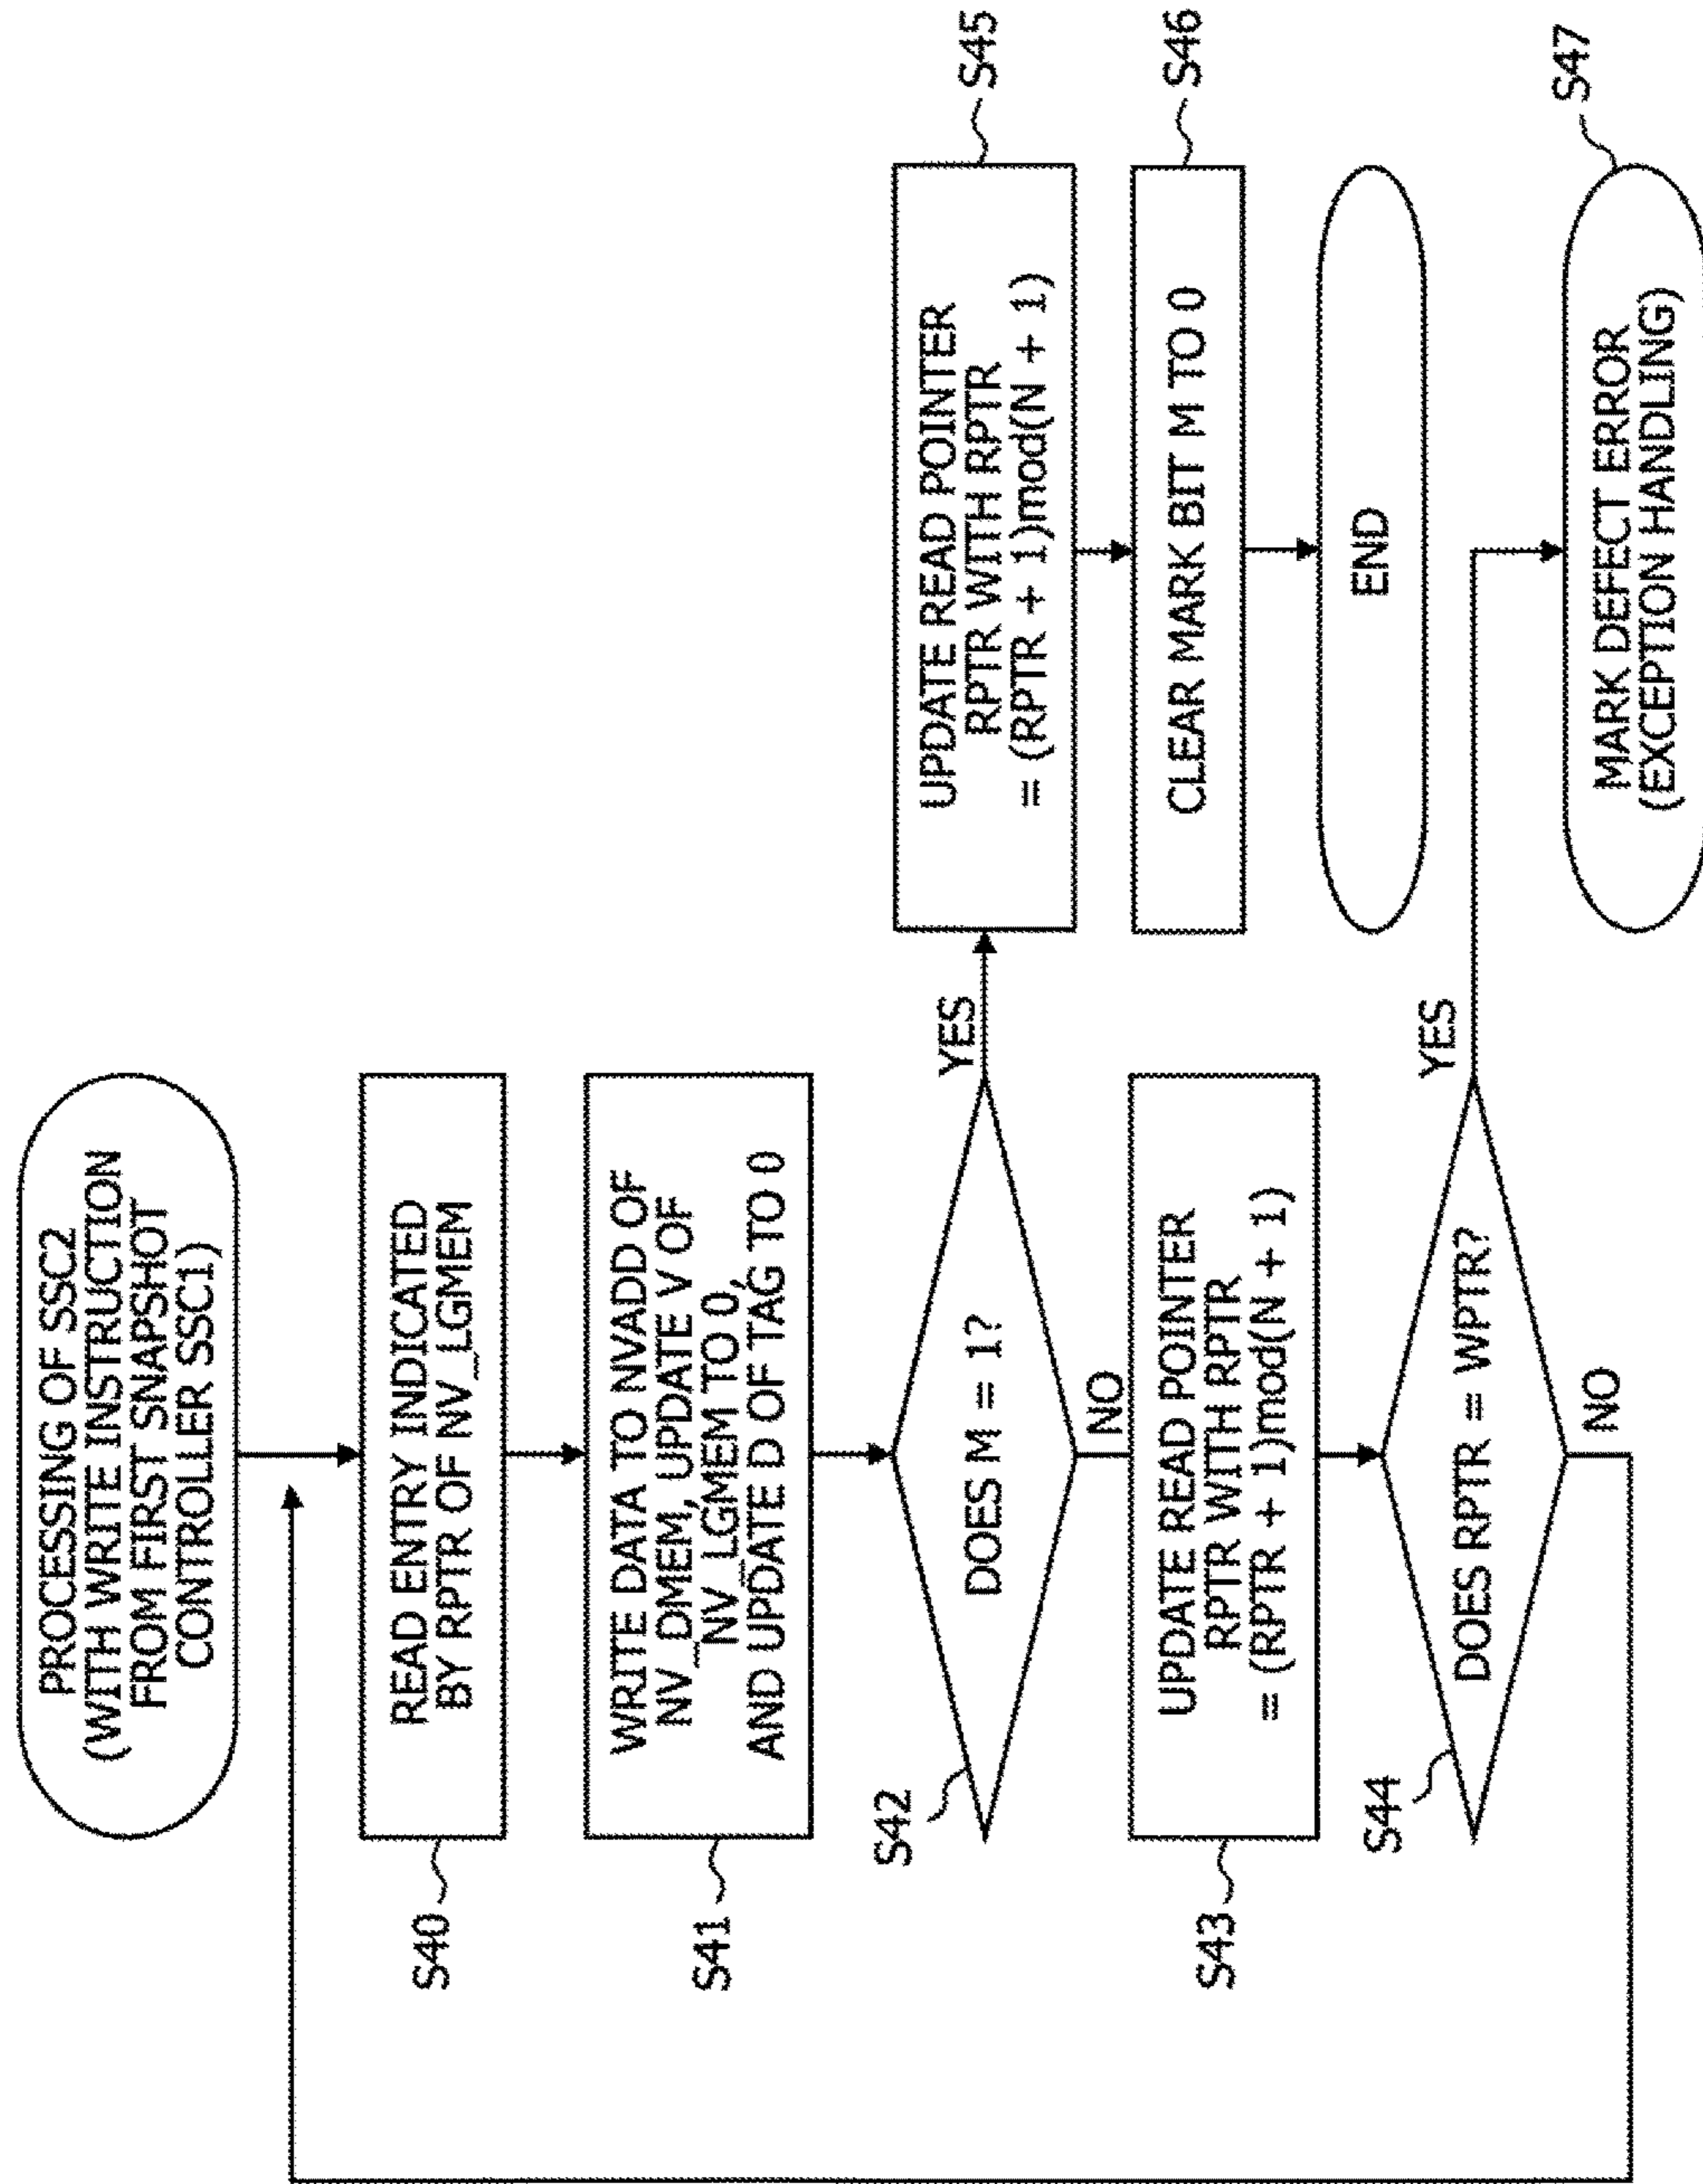 PROCESSING OF SSC2
(WITH WRITE INSTRUCTION
FROM FIRST SNAPSHOT
CONTROLLER SSC1)
S40
READ ENTRY INDICATED
BY RPTR OF NV_LGMEM
S41
WRITE DATA TO NVADD OF
NV_DMEM, UPDATE V OF
NV_LGMEM TO 0,
AND UPDATE D OF TAG TO 0
S42
DOES M = 1?
YES
NO
S45
UPDATE READ POINTER
RPTR WITH RPTR
= (RPTR + 1)mod(N + 1)
S43
UPDATE READ POINTER
RPTR WITH RPTR
= (RPTR + 1)mod(N + 1)
S46
CLEAR MARK BIT M TO 0
END
S44
DOES RPTR = WPTR?
YES
NO
S47
MARK DEFECT ERROR
(EXCEPTION HANDLING)